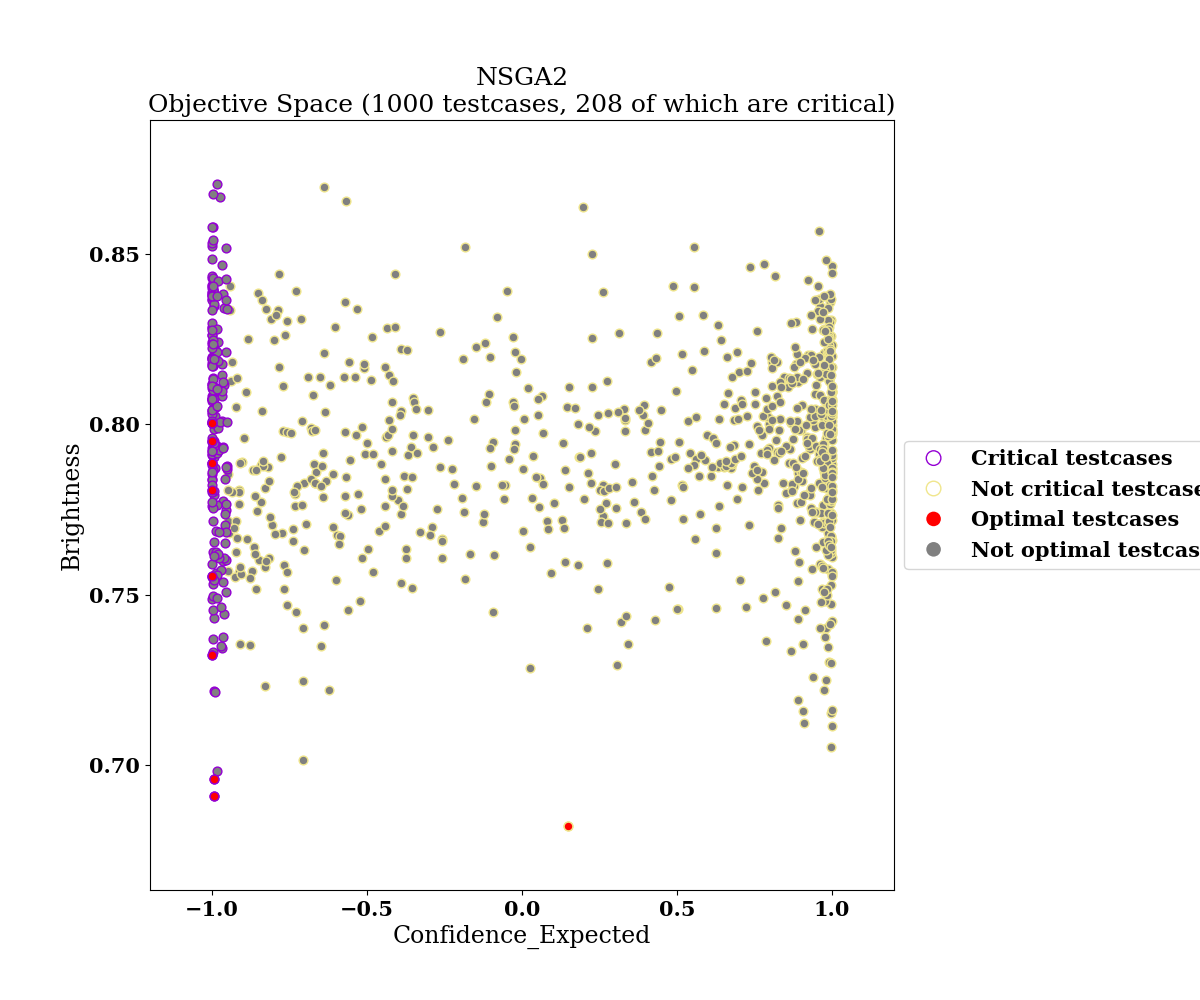 NSGA2
Objective Space (1000 testcases, 208 of which are critical)
0.85
0.80
0.75
0.70
Brightness
−1.0
−0.5
0.0
0.5
1.0
Confidence_Expected
Critical testcases
Not critical testcase
Optimal testcases
Not optimal testcas